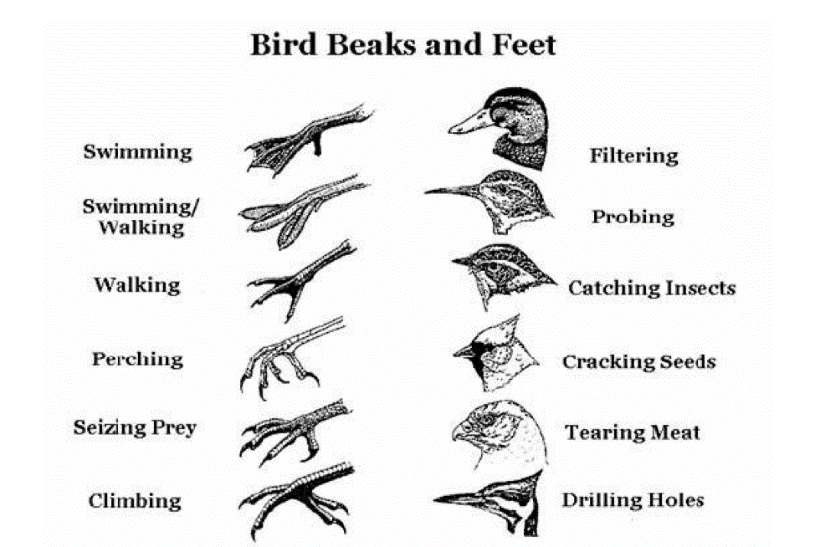 Bird Beaks and Feet
Swimming
Filtering
Swimming/
Walking
Probing
Walking
Catching Insects
Perching
Cracking Seeds
Seizing Prey
Tearing Meat
Climbing
Drilling Holes